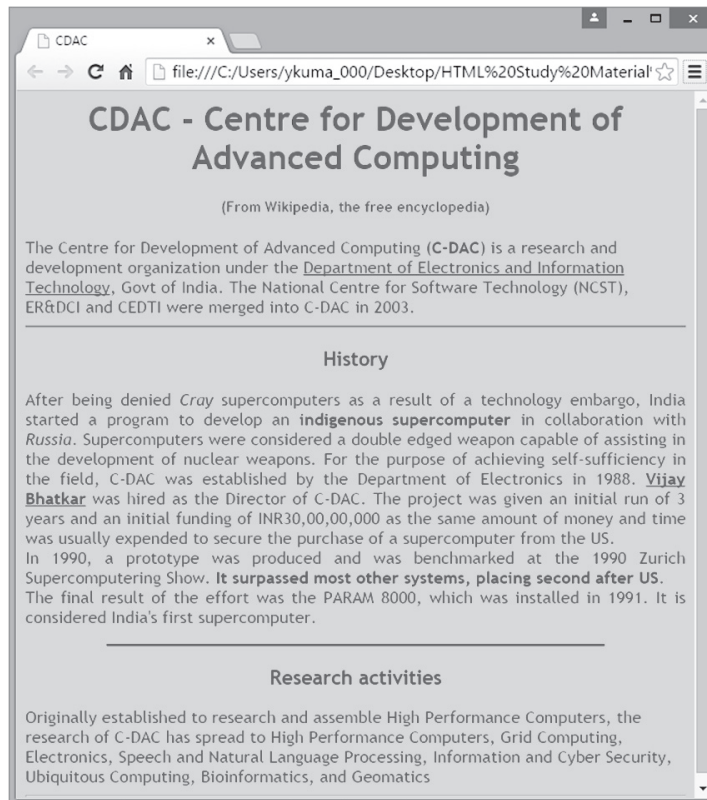 CDAC
file:///C:/Users/ykuma_000/Desktop/HTML%20Study%20Material'
CDAC - Centre for Development of
Advanced Computing
(From Wikipedia, the free encyclopedia)
The Centre for Development of Advanced Computing (C-DAC) is a research and
development organization under the Department of Electronics and Information
Technology, Govt of India. The National Centre for Software Technology (NCST),
ER&DCI and CEDTI were merged into C-DAC in 2003.
History
After being denied Cray supercomputers as a result of a technology embargo, India
started a program to develop an indigenous supercomputer in collaboration with
Russia. Supercomputers were considered a double edged weapon capable of assisting in
the development of nuclear weapons. For the purpose of achieving self-sufficiency in
the field, C-DAC was established by the Department of Electronics in 1988. Vijay
Bhatkar was hired as the Director of C-DAC. The project was given an initial run of 3
years and an initial funding of INR30,00,00,000 as the same amount of money and time
was usually expended to secure the purchase of a supercomputer from the US.
In 1990, a prototype was produced and was benchmarked at the 1990 Zurich
Supercomputering Show. It surpassed most other systems, placing second after US.
The final result of the effort was the PARAM 8000, which was installed in 1991. It is
considered India's first supercomputer.
Research activities
Originally established to research and assemble High Performance Computers, the
research of C-DAC has spread to High Performance Computers, Grid Computing,
Electronics, Speech and Natural Language Processing, Information and Cyber Security,
Ubiquitous Computing, Bioinformatics, and Geomatics